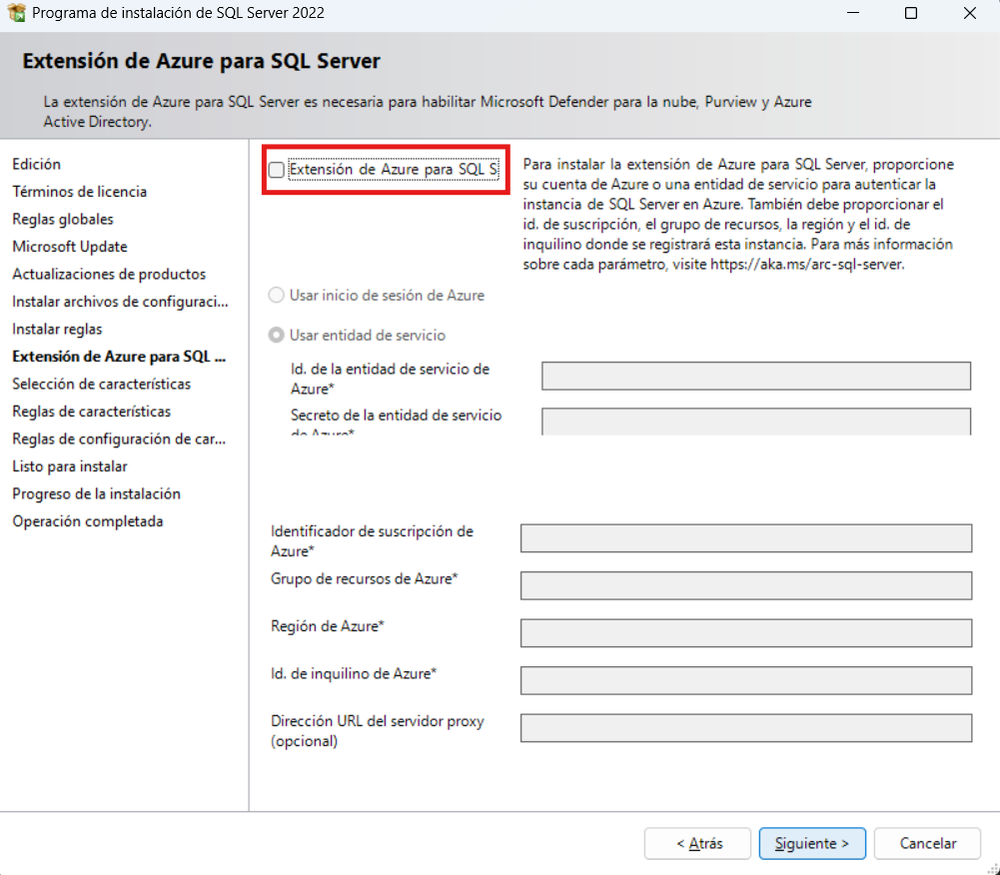 Programa de instalación de SQL Server 2022
Extensión de Azure para SQL Server
La extensión de Azure para SQL Server es necesaria para habilitar Microsoft Defender para la nube, Purview y Azure
Active Directory.
Edición
Términos de licencia
Reglas globales
Microsoft Update
Actualizaciones de productos
Instalar archivos de configuraci...
Instalar reglas
Extensión de Azure para SQL ...
Selección de características
Reglas de características
Reglas de configuración de car...
Listo para instalar
Progreso de la instalación
Operación completada
Extensión de Azure para SQL S
Para instalar la extensión de Azure para SQL Server, proporcione
su cuenta de Azure o una entidad de servicio para autenticar la
instancia de SQL Server en Azure. También debe proporcionar el
id. de suscripción, el grupo de recursos, la región y el id. de
inquilino donde se registrará esta instancia. Para más información
sobre cada parámetro, visite https://aka.ms/arc-sql-server.
Usar inicio de sesión de Azure
Usar entidad de servicio
Id. de la entidad de servicio de
Azure*
Secreto de la entidad de servicio
de Azure*
Identificador de suscripción de
Azure*
Grupo de recursos de Azure*
Región de Azure*
Id. de inquilino de Azure*
Dirección URL del servidor proxy
(opcional)
< Atrás
Siguiente >
Cancelar